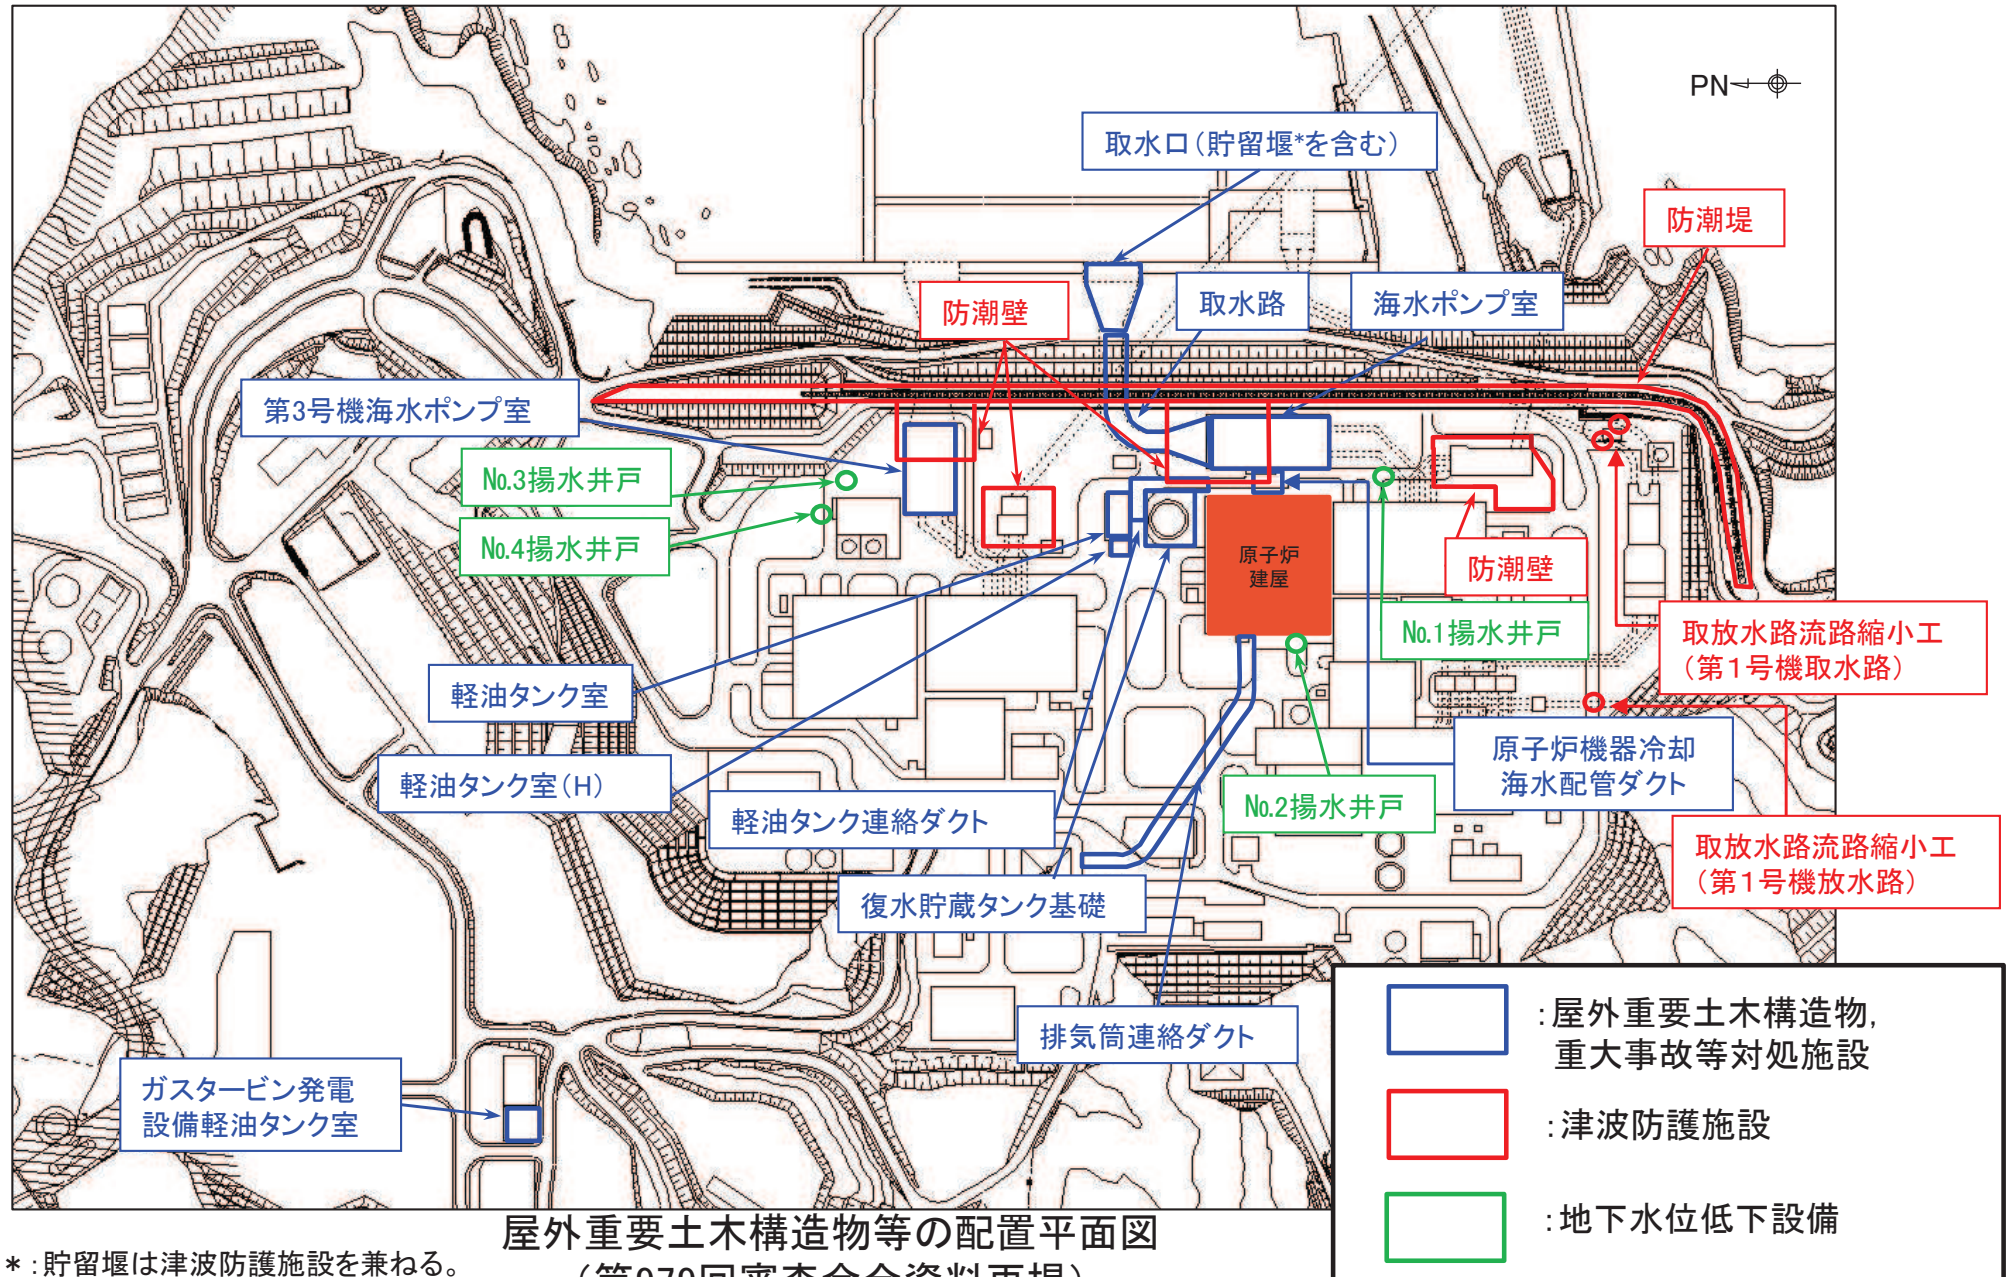 PN
取水口(貯留堰*を含む)
防潮堤
防潮壁
取水路
海水ポンプ室
第3号機海水ポンプ室
№3揚水井戸
№4揚水井戸
原子炉
建屋
防潮壁
№1揚水井戸
取放水路流路縮小工
(第1号機取水路)
軽油タンク室
軽油タンク室(H)
軽油タンク連絡ダクト
№2揚水井戸
原子炉機器冷却
海水配管ダクト
取放水路流路縮小工
(第1号機放水路)
復水貯蔵タンク基礎
排気筒連絡ダクト
ガスタービン発電
設備軽油タンク室
:屋外重要土木構造物,
重大事故等対処施設
:津波防護施設
:地下水位低下設備
屋外重要土木構造物等の配置平面図
*:貯留堰は津波防護施設を兼ねる。